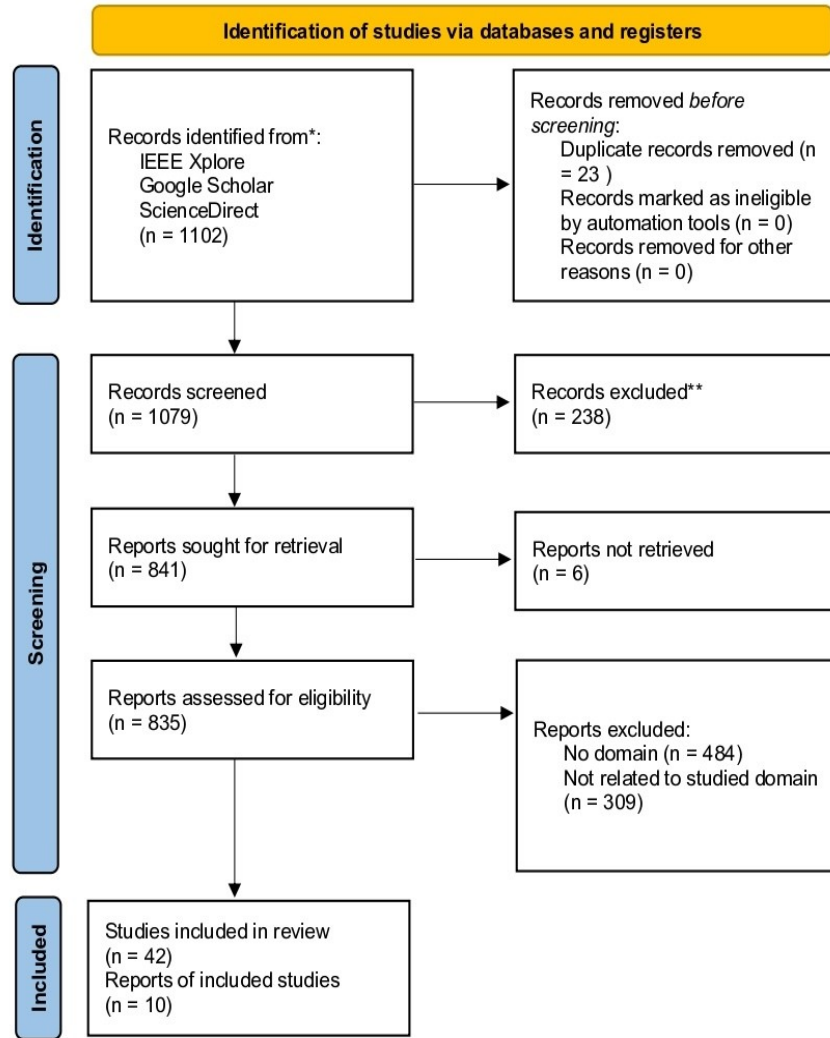 Identification of studies via databases and registers
Identification
Records identified from*:
IEEE Xplore
Google Scholar
ScienceDirect
(n = 1102)
Records removed before
screening:
Duplicate records removed (n
= 23 )
Records marked as ineligible
by automation tools (n = 0)
Records removed for other
reasons (n = 0)
Screening
Records screened
(n = 1079)
Records excluded**
(n = 238)
Reports sought for retrieval
(n = 841)
Reports not retrieved
(n = 6)
Reports assessed for eligibility
(n = 835)
Reports excluded:
No domain (n = 484)
Not related to studied domain
(n = 309)
Included
Studies included in review
(n = 42)
Reports of included studies
(n = 10)